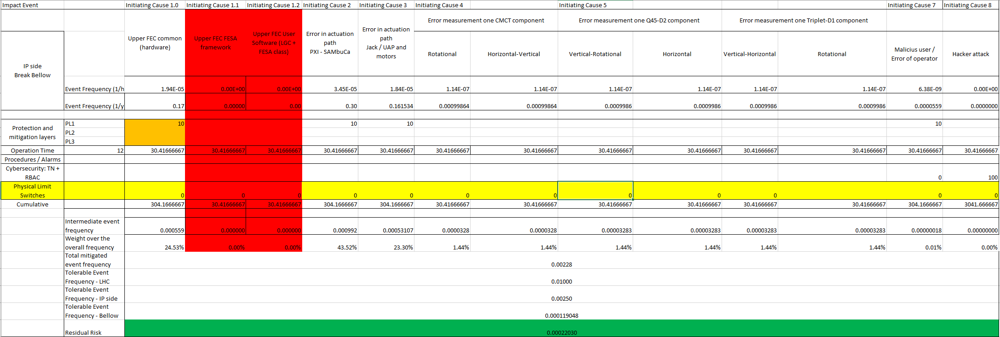 Impact Event Initiating Cause 1.0 Initiating Cause 1.1 Initiating Cause 1.2 Initiating Cause 2 Initiating Cause 3 Initiating Cause 4 Initiating Cause 5 Initiating Cause 7 Initiating Cause 8
Error measurement one CMCT component Error measurement one Q45-D2 component Error measurement one Triplet-D1 component
IP side
Break Bellow
Upper FEC common
(hardware)
Upper FEC FESA
framework
Upper FEC User
Software (LGC +
FESA class)
Error in actuation
path
PXI - SAMbuCa
Error in actuation
path
Jack / UAP and
motors
Rotational Horizontal-Vertical Vertical-Rotational Horizontal Vertical-Horizontal Rotational
Malicius user /
Error of operator
Hacker attack
Event Frequency (1/h 1.94E-05 0.00E+00 0.00E+00 3.45E-05 1.84E-05 1.14E-07 1.14E-07 1.14E-07 1.14E-07 1.14E-07 1.14E-07 6.38E-09 0.00E+00
Event Frequency (1/y 0.17 0.00000 0.00 0.30 0.161534 0.00099864 0.00099864 0.0009986 0.0009986 0.0009986 0.0009986 0.0000559 0.0000000
Protection and
mitigation layers
PL1 10 10 10 10
PL2
PL3
Operation Time 12 30.41666667 30.41666667 30.41666667 30.41666667 30.41666667 30.41666667 30.41666667 30.41666667 30.41666667 30.41666667 30.41666667 30.41666667 30.41666667
Procedures / Alarms
Cybersecurity: TN +
RBAC 0 100
Physical Limit
Switches 0 0 0 0 0 0 0 0 0 0 0 0
Cumulative 304.1666667 30.41666667 30.41666667 304.1666667 304.1666667 30.41666667 30.41666667 30.41666667 30.41666667 30.41666667 30.41666667 304.1666667 3041.666667
Intermediate event
frequency 0.000559 0.000000 0.000000 0.000992 0.00053107 0.0000328 0.0000328 0.00003283 0.00003283 0.00003283 0.00003283 0.00000018 0.00000000
Weight over the
overall frequency 24.53% 0.00% 0.00% 43.52% 23.30% 1.44% 1.44% 1.44% 1.44% 1.44% 1.44% 0.01% 0.00%
Total mitigated
event frequency 0.00228
Tolerable Event
Frequency - LHC 0.01000
Tolerable Event
Frequency - IP side 0.00250
Tolerable Event
Frequency - Bellow 0.000119048
Residual Risk 0.00022030